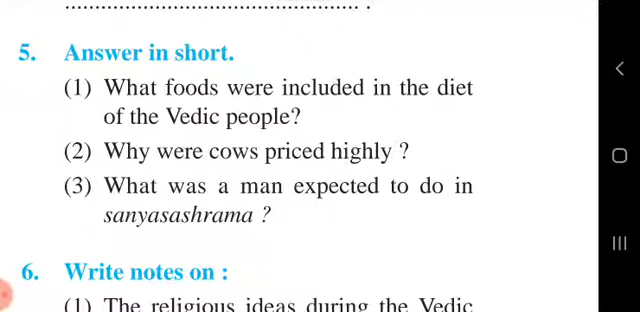 5. Answer in short.
(1) What foods were included in the diet
of the Vedic people?
(2) Why were cows priced highly ?
(3) What was a man expected to do in
sanyasashrama ?
6. Write notes on :
(1) The religious ideas during the Vedic